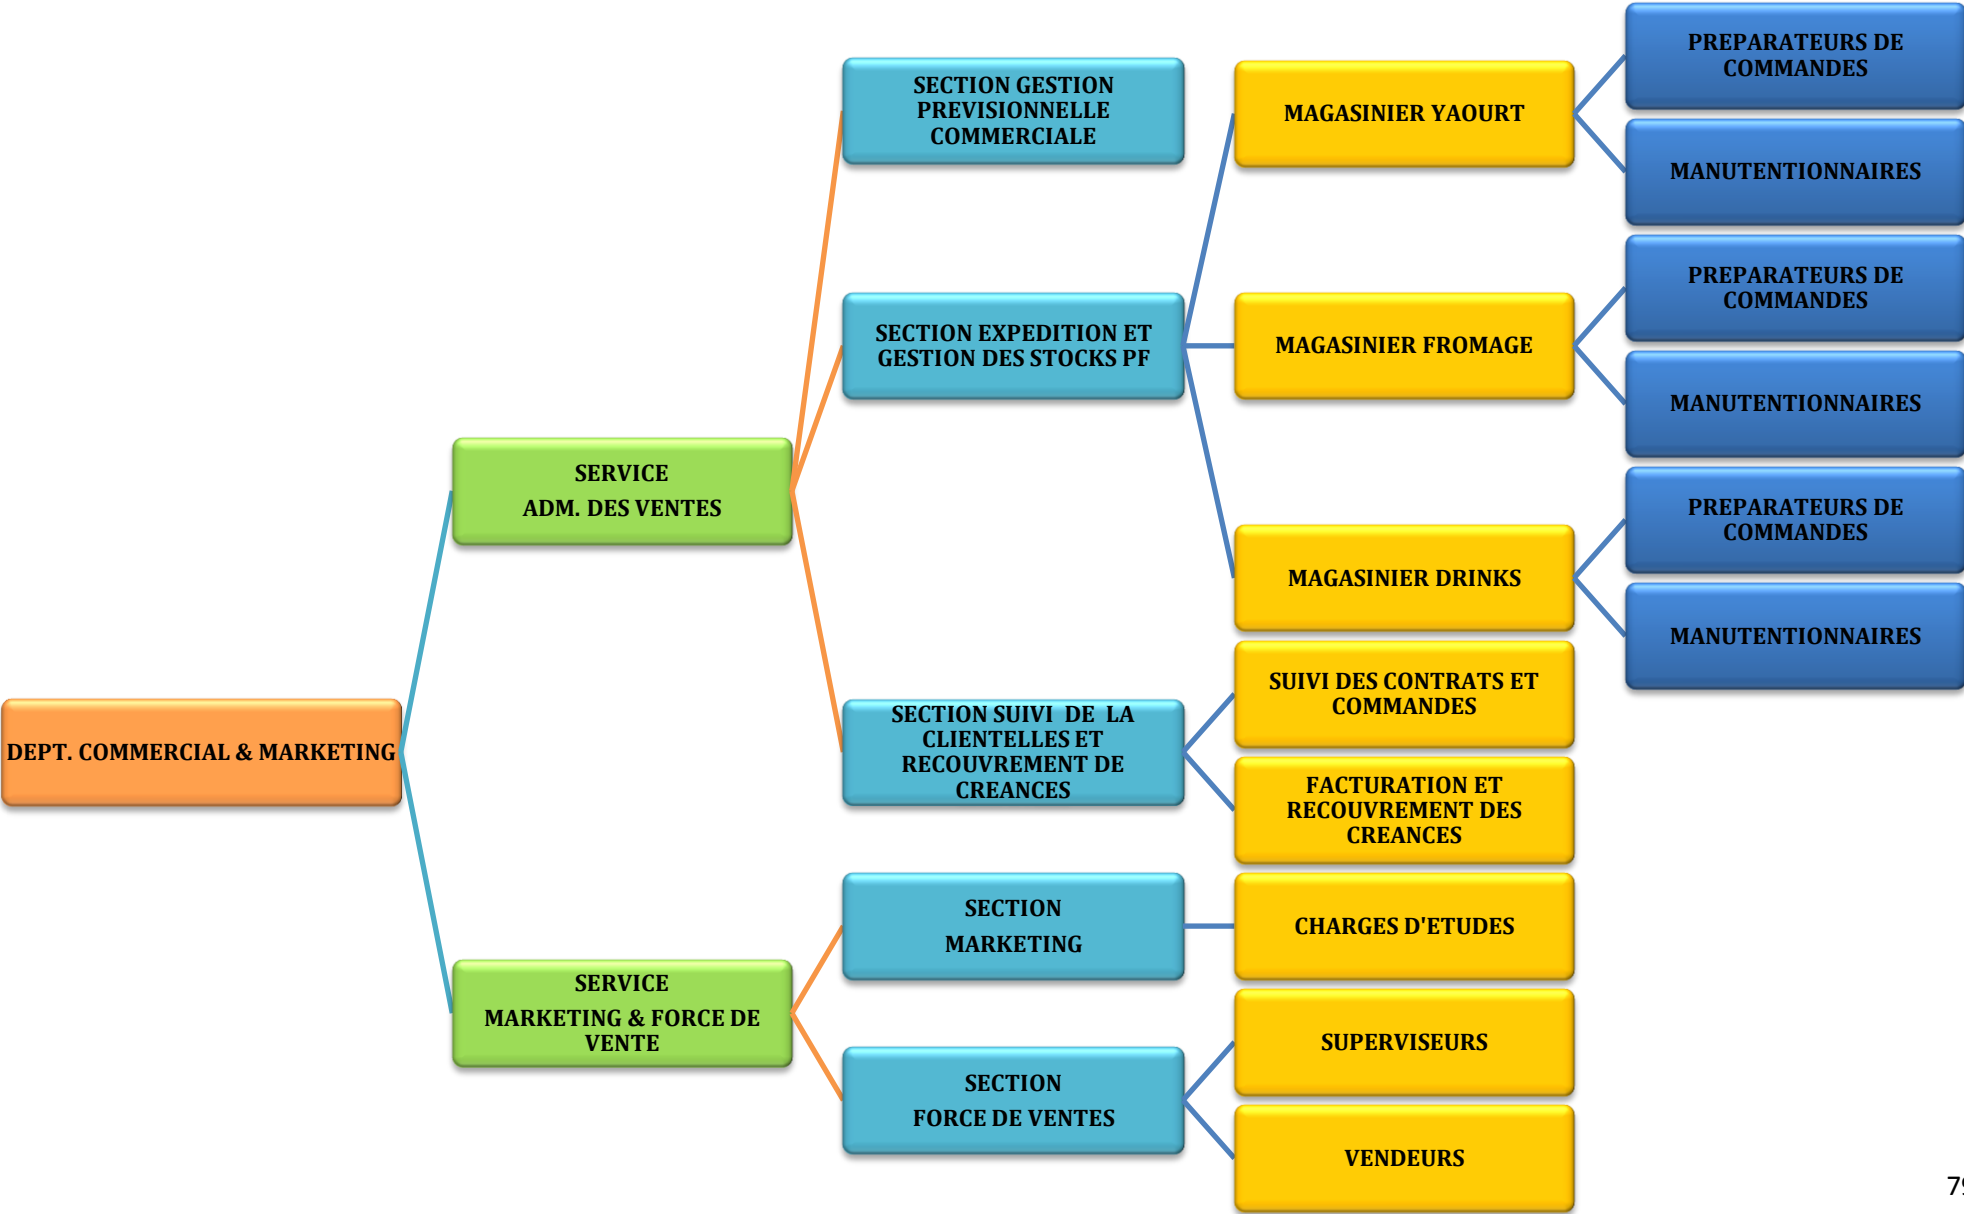 DEPT. COMMERCIAL & MARKETING
SERVICE
ADM. DES VENTES
SERVICE
MARKETING & FORCE DE
VENTE
SECTION GESTION
PREVISIONNELLE
COMMERCIALE
SECTION EXPEDITION ET
GESTION DES STOCKS PF
SECTION SUIVI DE LA
CLIENTELLES ET
RECOUVREMENT DE
CREANCES
SECTION
MARKETING
SECTION
FORCE DE VENTES
MAGASINIER YAOURT
MAGASINIER FROMAGE
MAGASINIER DRINKS
SUIVI DES CONTRATS ET
COMMANDES
FACTURATION ET
RECOUVREMENT DES
CREANCES
CHARGES D'ETUDES
SUPERVISEURS
VENDEURS
PREPARATEURS DE
COMMANDES
MANUTENTIONNAIRES
PREPARATEURS DE
COMMANDES
MANUTENTIONNAIRES
PREPARATEURS DE
COMMANDES
MANUTENTIONNAIRES
79